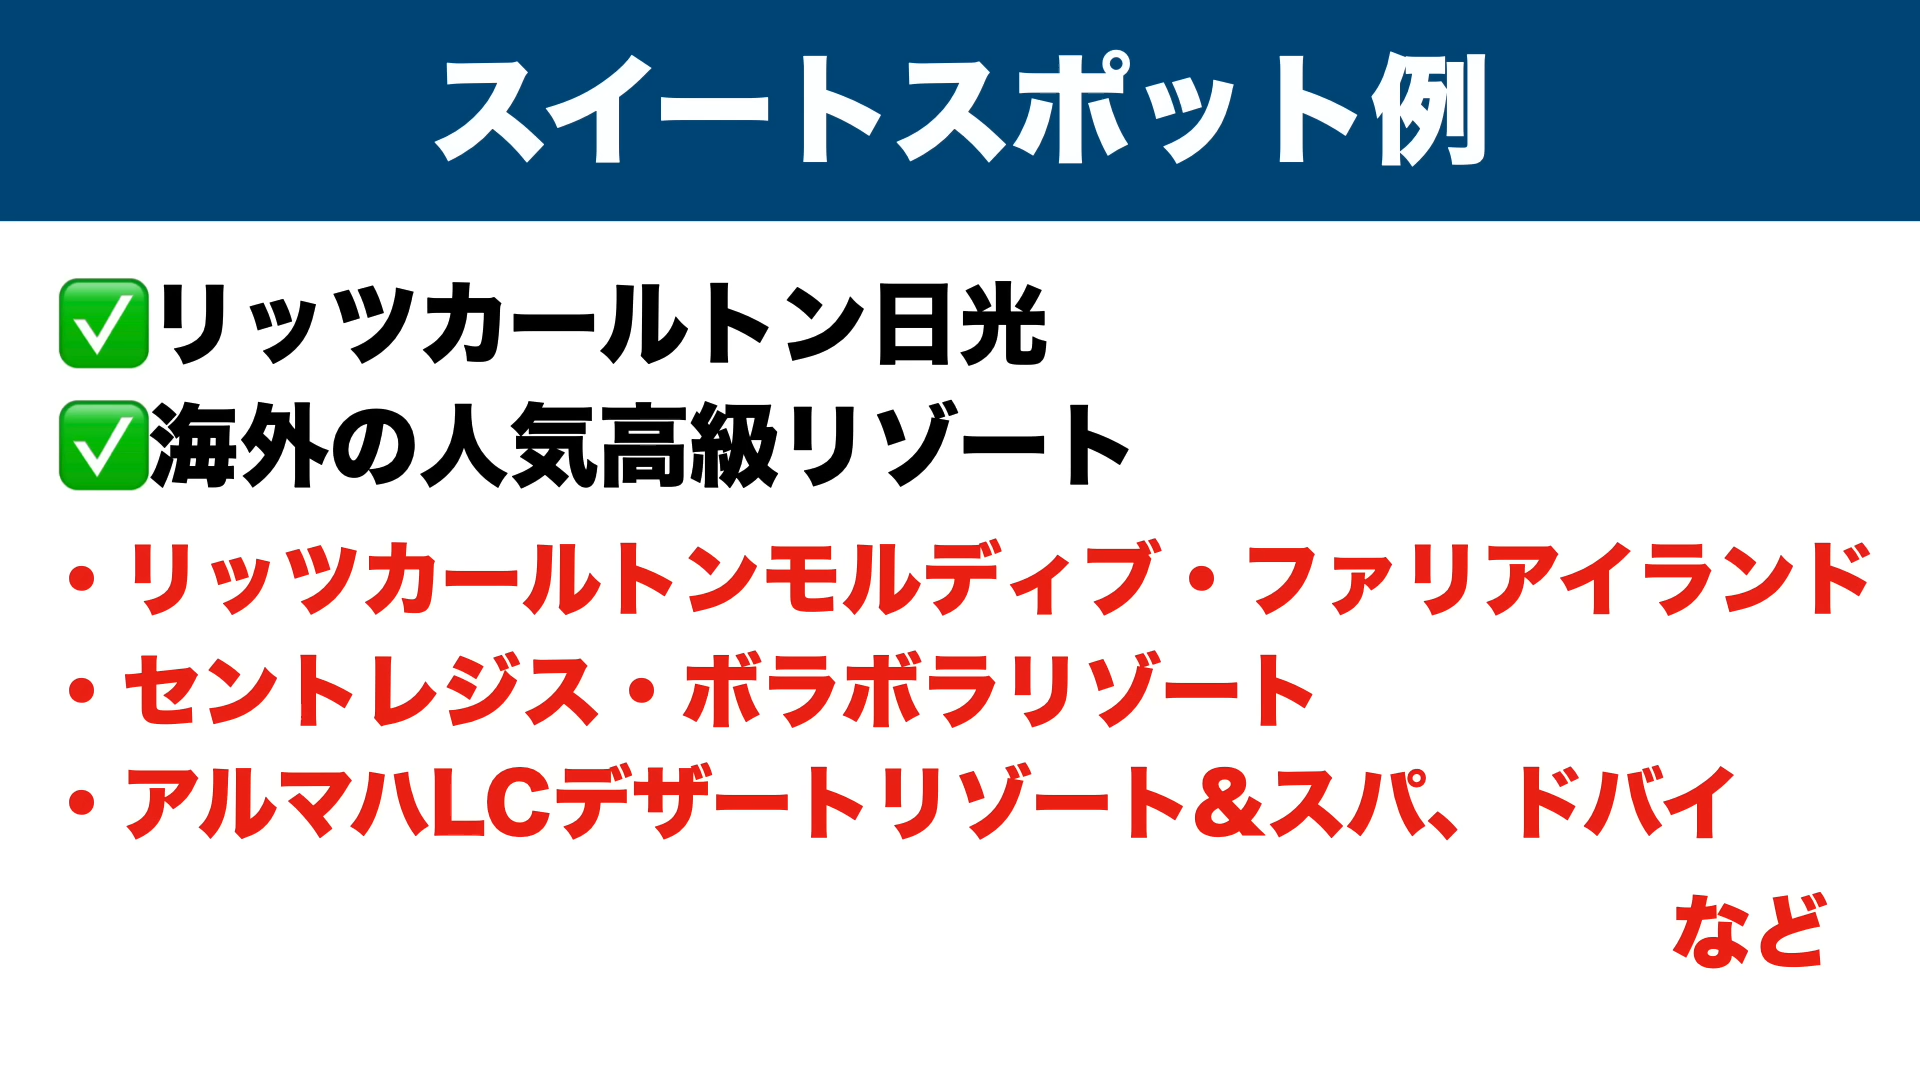 スイートスポット例
✅リッツカールトン日光
✅海外の人気高級リゾート
・リッツカールトンモルディブ・ファリアイランド
・セントレジス・ボラボラリゾート
・アルマハLCデザートリゾート&スパ、ドバイ
など